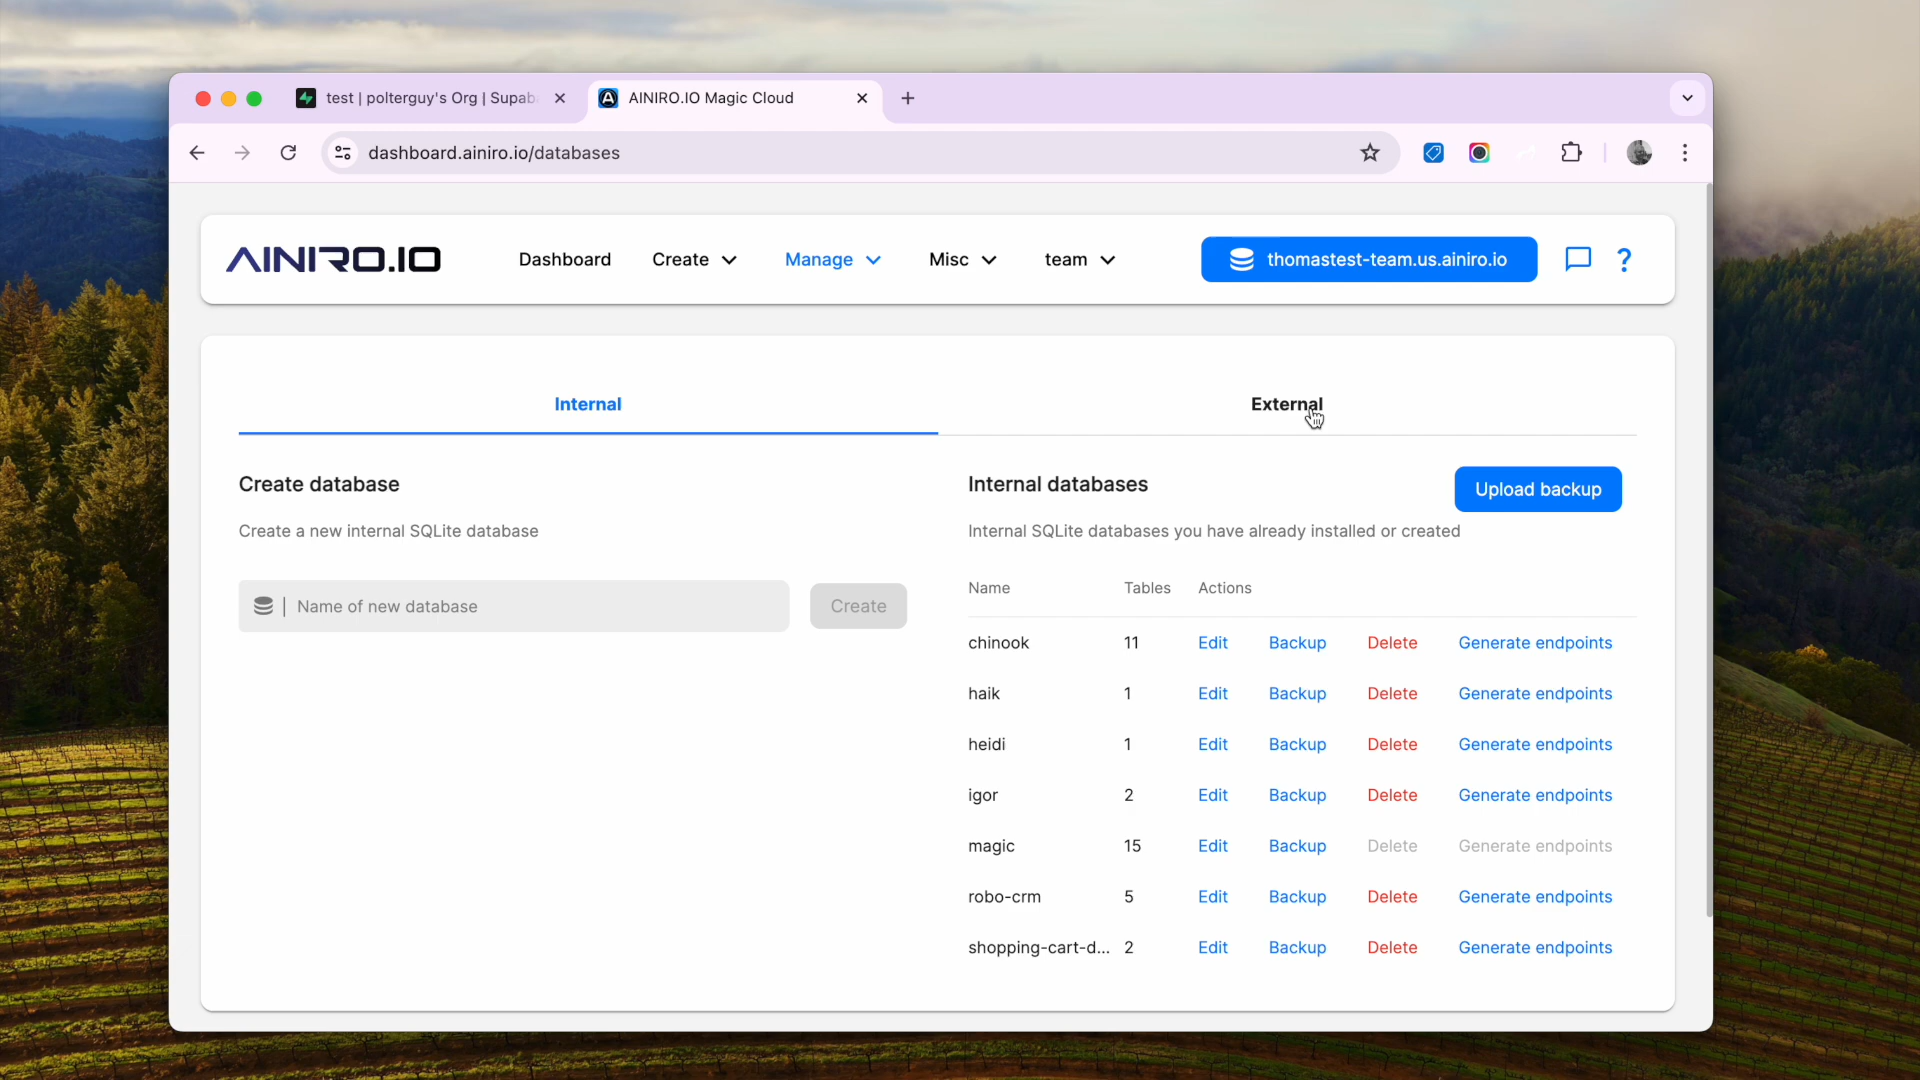 test | polterguy's Org | Supab
AINIRO.IO Magic Cloud
dashboard.ainiro.io/databases
AINIRO.IO
Dashboard
Create
Manage
Misc
team
thomastest-team.us.ainiro.io
?
Internal
External
Create database
Create a new internal SQLite database
Name of new database
Create
Internal databases
Upload backup
Internal SQLite databases you have already installed or created
Name Tables Actions
chinook 11 Edit Backup Delete Generate endpoints
haik 1 Edit Backup Delete Generate endpoints
heidi 1 Edit Backup Delete Generate endpoints
igor 2 Edit Backup Delete Generate endpoints
magic 15 Edit Backup Delete Generate endpoints
robo-crm 5 Edit Backup Delete Generate endpoints
shopping-cart-d... 2 Edit Backup Delete Generate endpoints